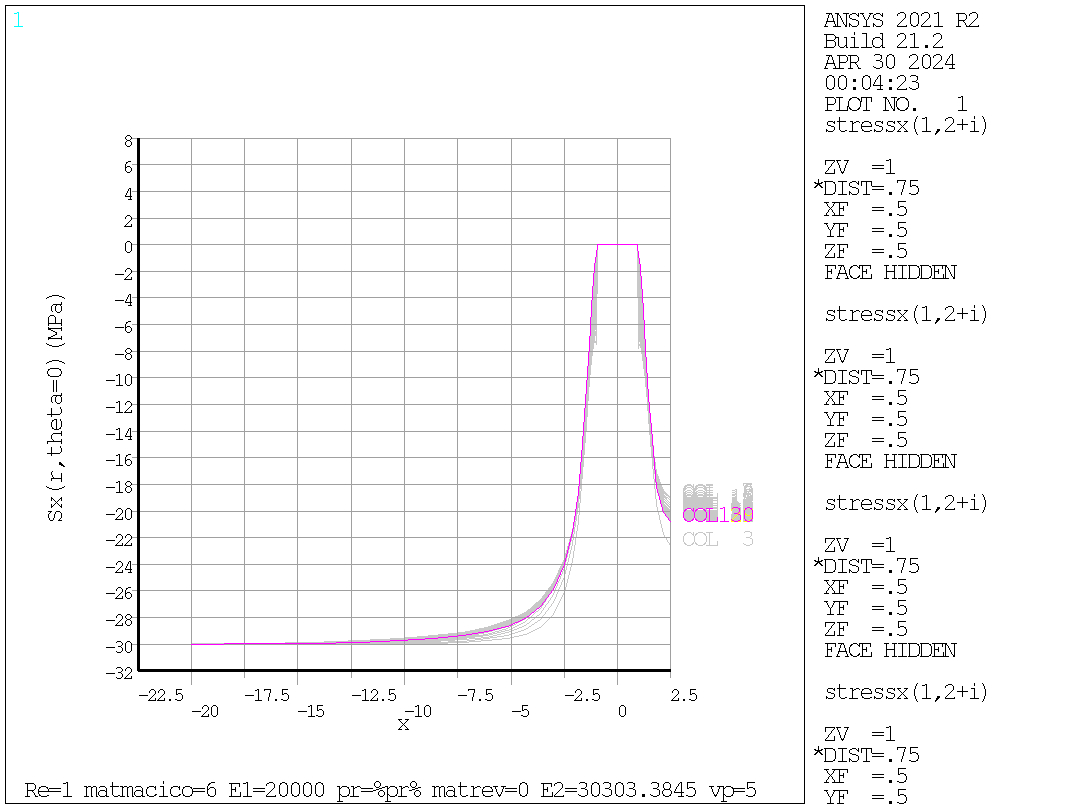 1
ANSYS 2021 R2
Build 21.2
APR 30 2024
00:04:23
PLOT NO.   1
stressx(1,2+i)
ZV  =1
*DIST=.75
XF  =.5
YF  =.5
ZF  =.5
FACE HIDDEN
stressx(1,2+i)
ZV  =1
*DIST=.75
XF  =.5
YF  =.5
ZF  =.5
FACE HIDDEN
stressx(1,2+i)
ZV  =1
*DIST=.75
XF  =.5
YF  =.5
ZF  =.5
FACE HIDDEN
stressx(1,2+i)
ZV  =1
*DIST=.75
XF  =.5
YF  =.5
8
6
4
2
0
-2
-4
-6
-8
-10
-12
-14
-16
-18
-20
-22
-24
-26
-28
-30
-32
Sx(r,theta=0)(MPa)
COL130
COL  3
-22.5 -17.5 -12.5 -7.5 -2.5 2.5
-20 -15 -10 -5 0
X
Re=1 matmacico=6 E1=20000 pr=%pr% matrev=0 E2=30303.3845 vp=5